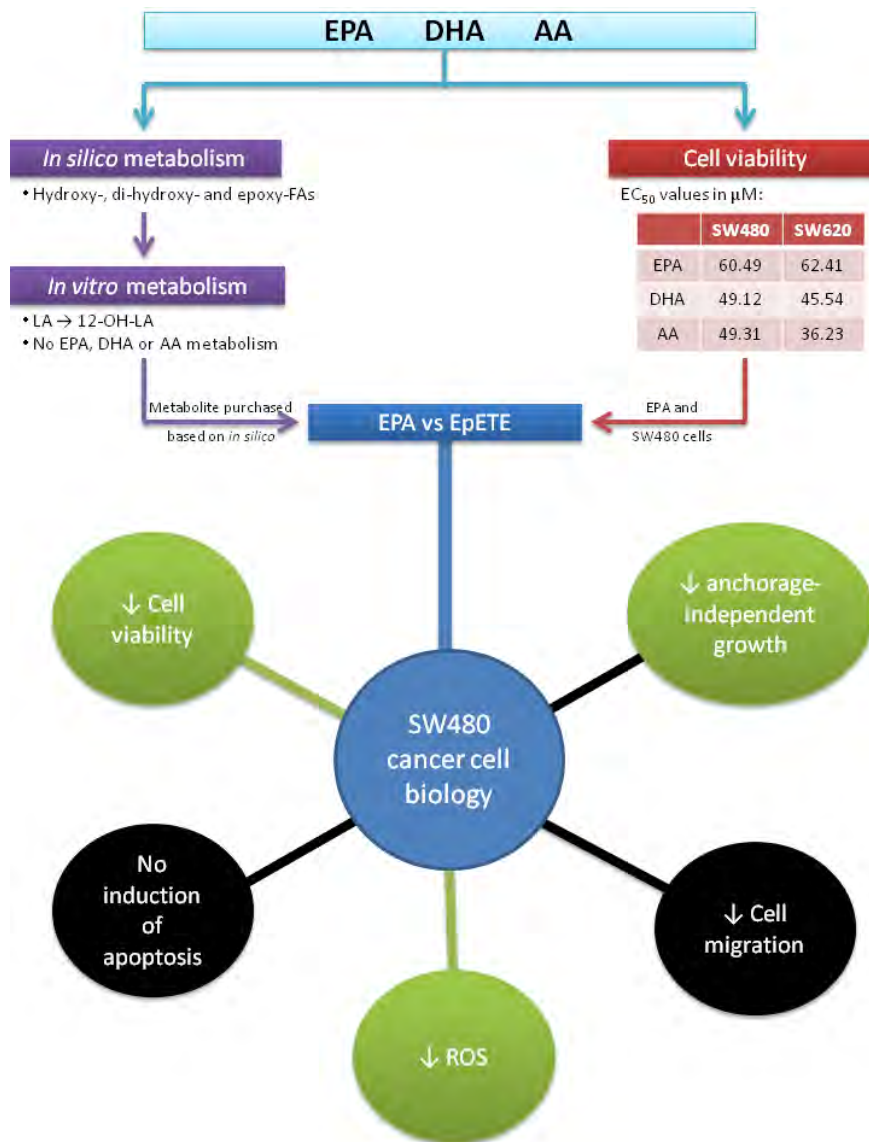 EPA DHA AA
In silico metabolism
• Hydroxy-, di-hydroxy- and epoxy-FAs
In vitro metabolism
• LA → 12-OH-LA
• No EPA, DHA or AA metabolism
Cell viability
EC50 values in µM:
SW480 SW620
EPA 60.49 62.41
DHA 49.12 45.54
AA 49.31 36.23
Metabolite purchased
based on in silico
EPA vs EpETE
EPA and
SW480 cells
↓ Cell
viability
↓ anchorage-
independent
growth
SW480
cancer cell
biology
No
induction
of
apoptosis
↓ Cell
migration
↓ ROS